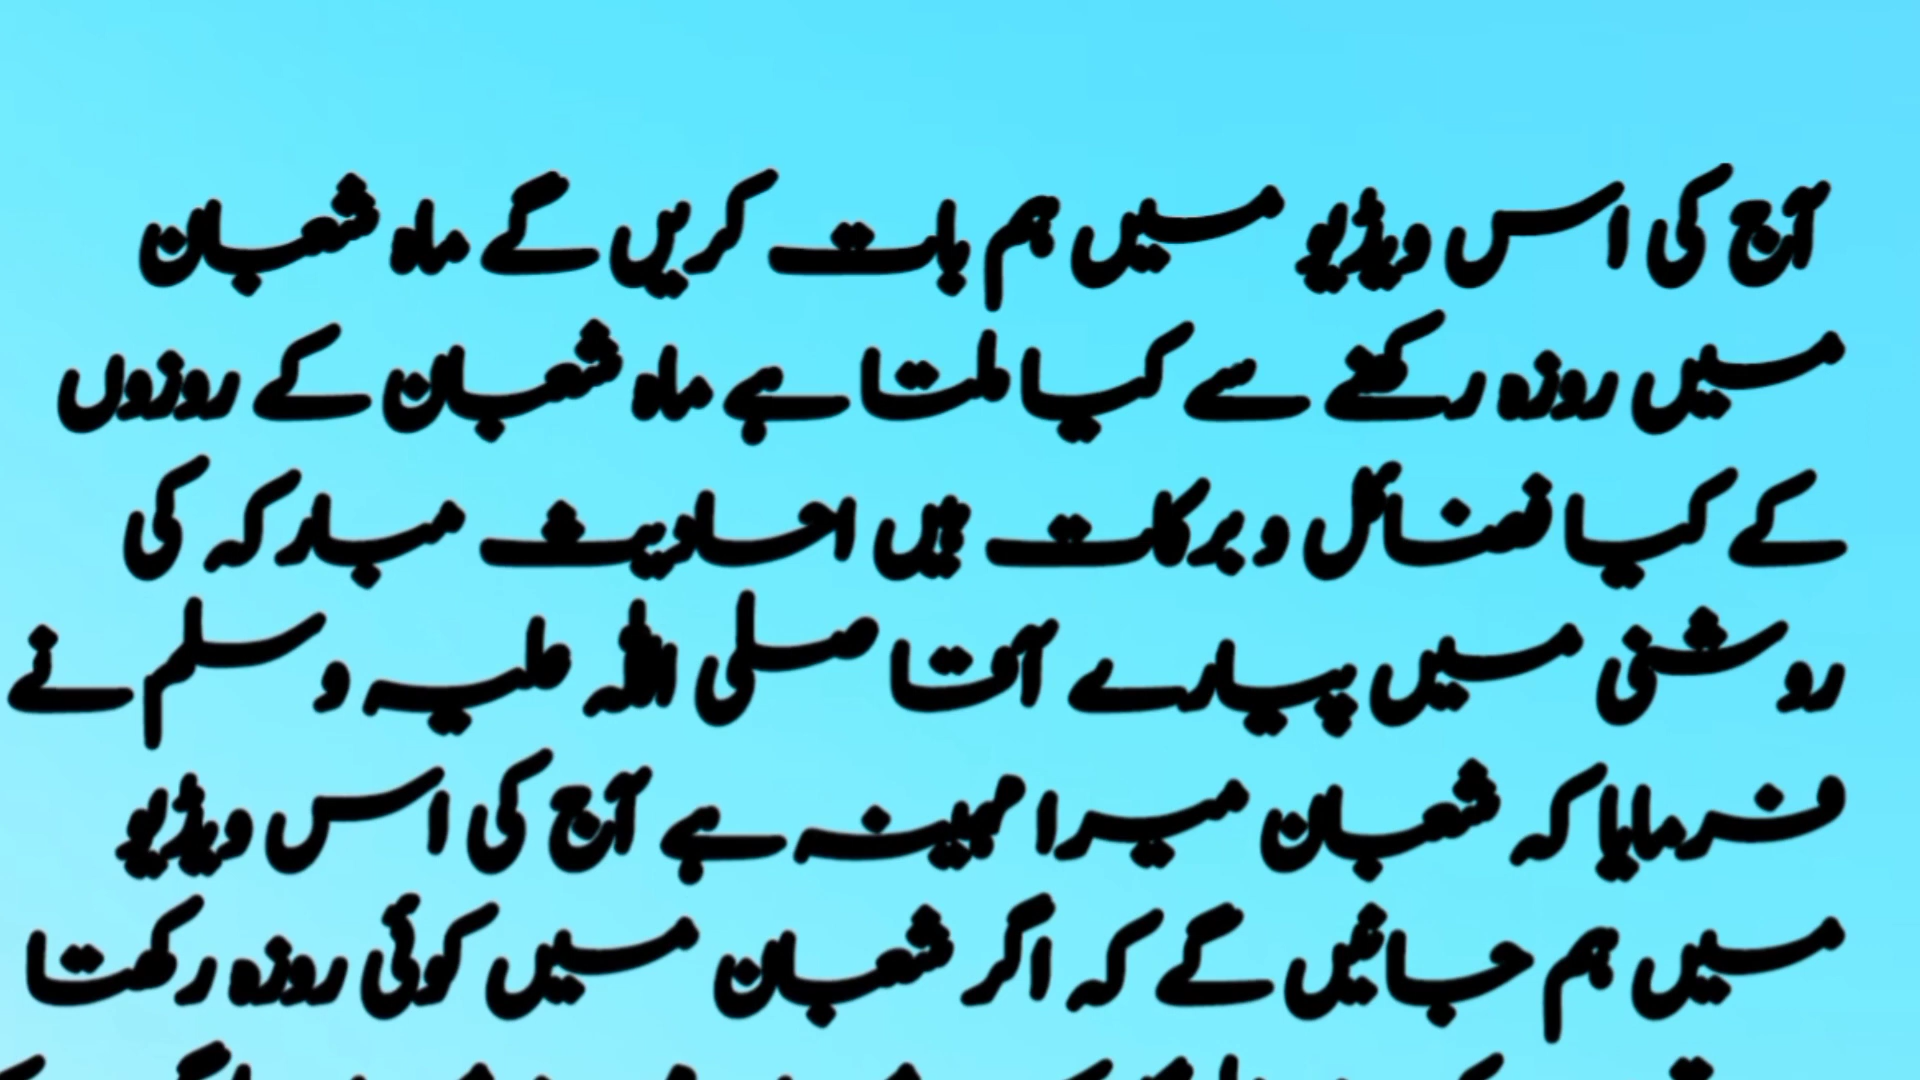 آج کی اس ویڈیو میں ہم بات کریں گے ماہ شعبان
میں روزہ رکھنے سے کیا ملتا ہے ماہ شعبان کے روزوں
کے کیا فضائل و برکات ہیں احادیث مبارکہ کی
روشنی میں پیارے آقا صلی اللہ علیہ وسلم نے
فرمایا کہ شعبان میرا مہینہ ہے آج کی اس ویڈیو
میں ہم جانیں گے کہ اگر شعبان میں کوئی روزہ رکھتا